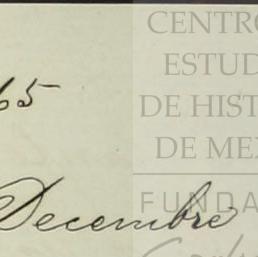 CENTRO
ESTUD
65
DE HIST
DE MEX
FUNDA
Decembre